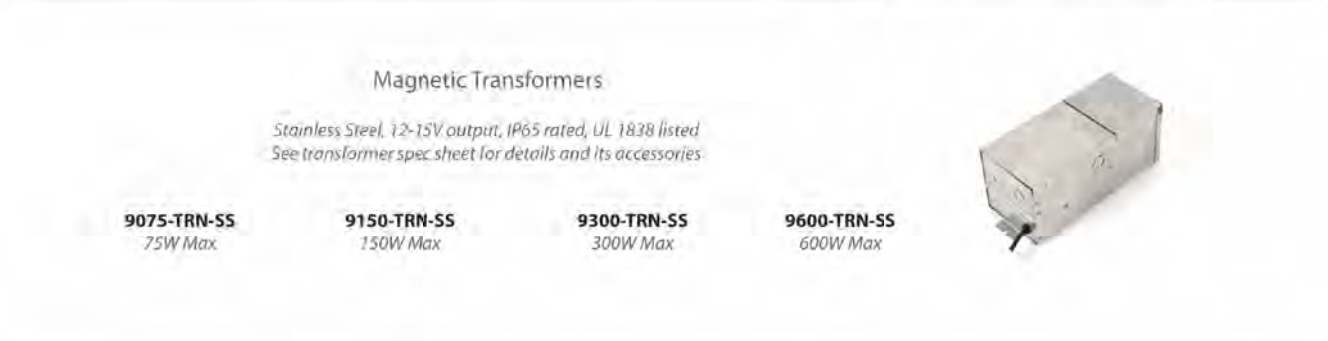 Magnetic Transformers
Stainless Steel, 12-15V output, IP65 rated, UL 1838 listed
See transformer spec sheet for details and its accessories
9075-TRN-SS 9150-TRN-SS 9300-TRN-SS 9600-TRN-SS
75W Max 150W Max 300W Max 600W Max